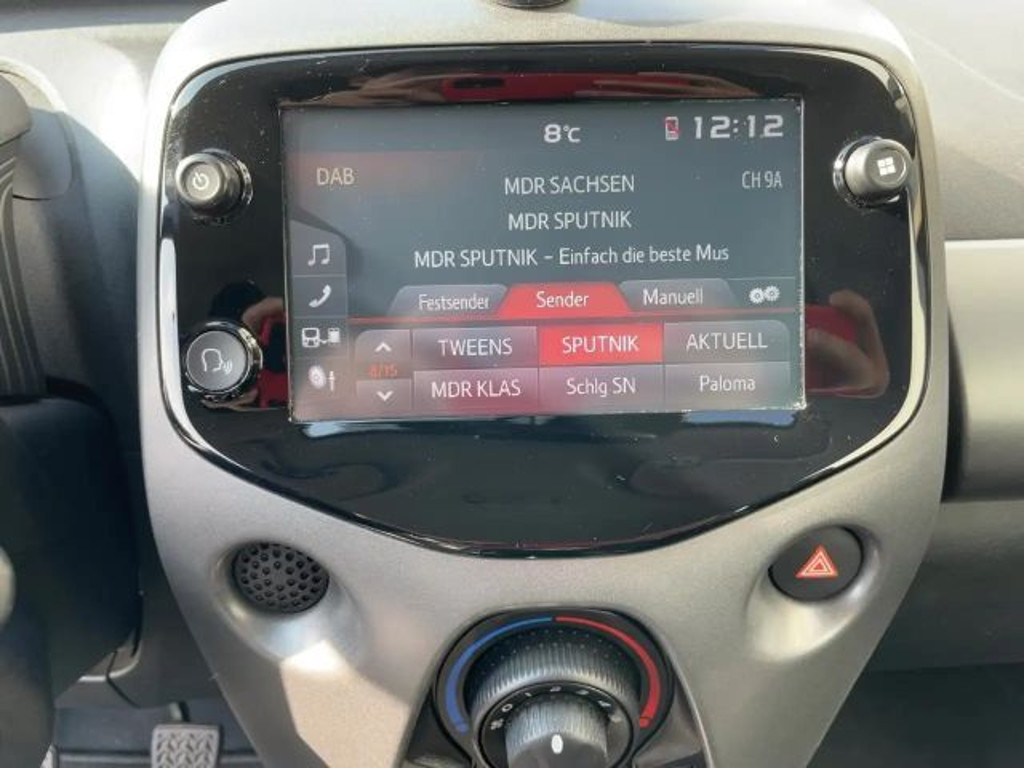 8°C 12:12
DAB MDR SACHSEN CH 9A
MDR SPUTNIK
MDR SPUTNIK - Einfach die beste Mus
Festsender Sender Manuell
TWEENS SPUTNIK AKTUELL
8/15
MDR KLAS Schlg SN Paloma